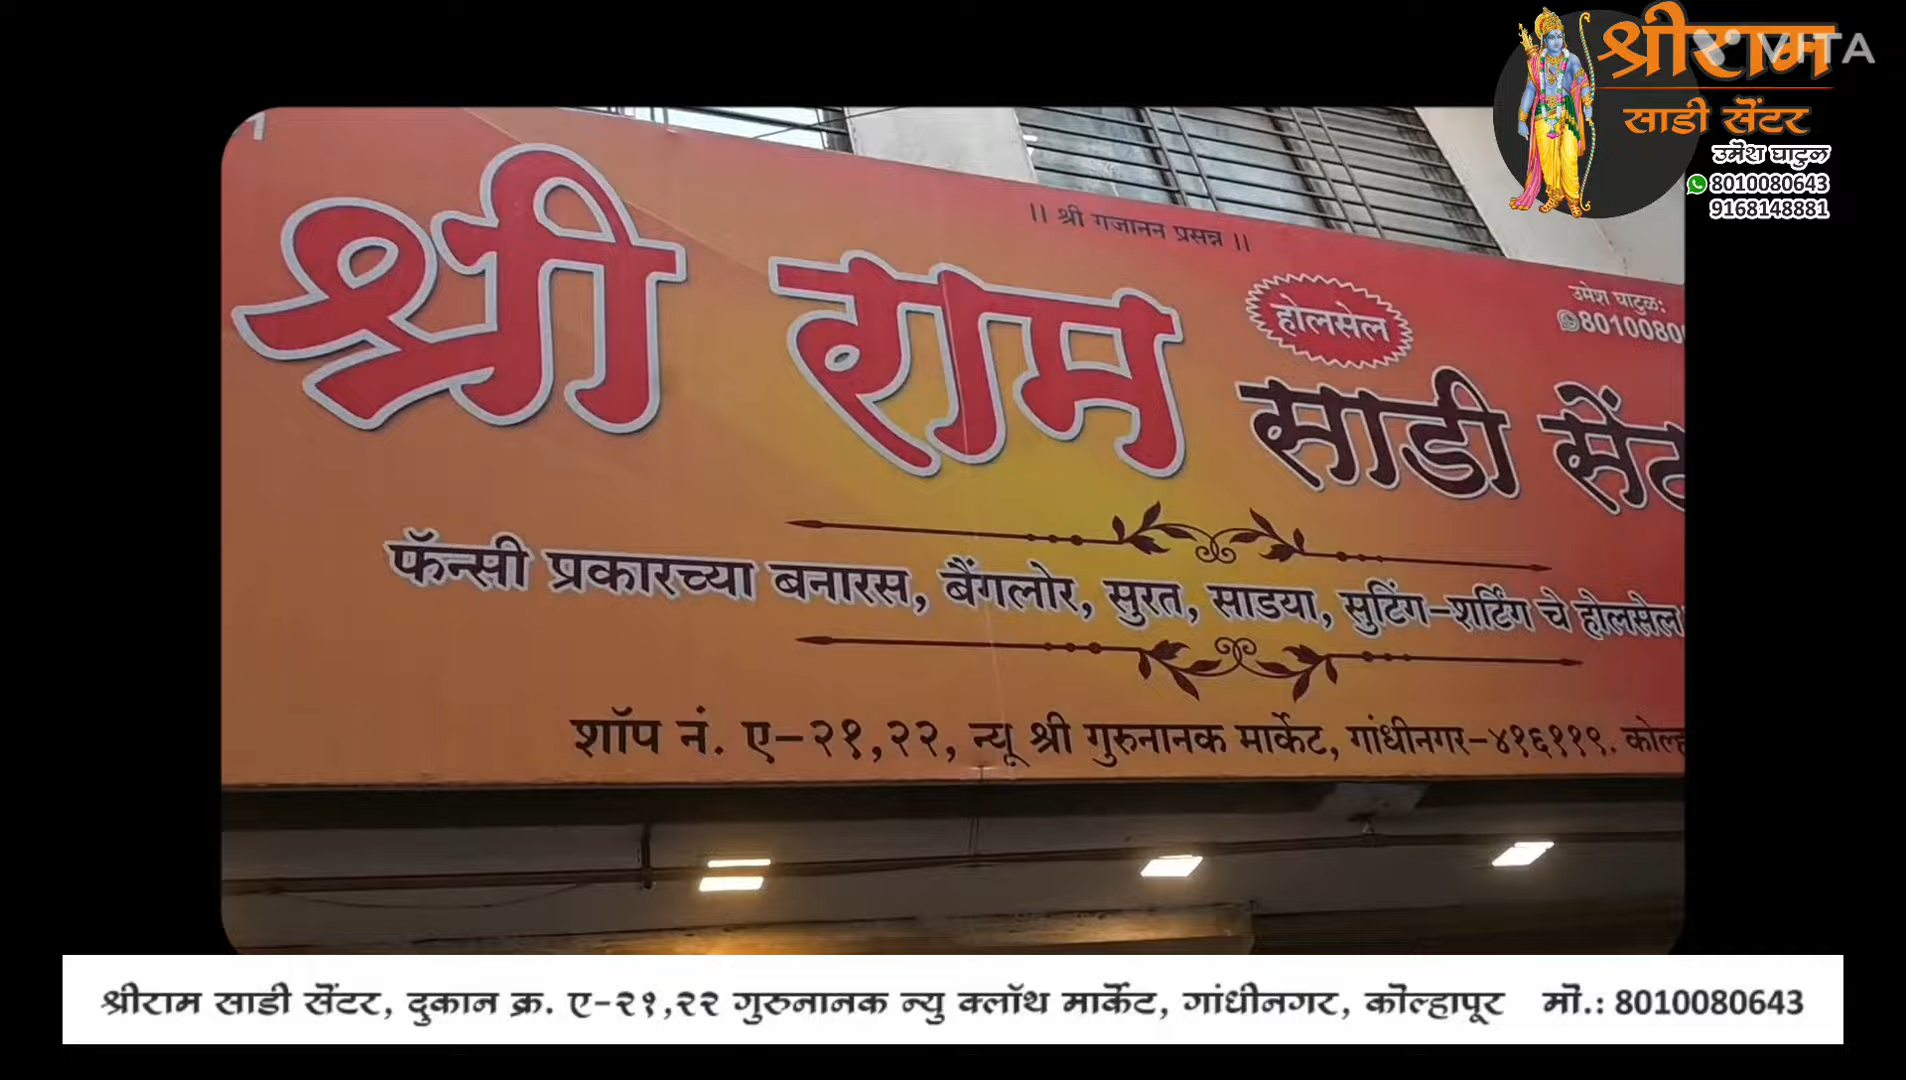 श्रीराम
VITA
साडी सेंटर
उमेश घाटुळ
8010080643
9168148881
।। श्री गजानन प्रसन्न ।।
उमेश घाटुळ:
8010080
श्री राम
होलसेल
साडी सेंट
फॅन्सी प्रकारच्या बनारस, बैंगलोर, सुरत, साडया, सुटिंग-शर्टिंग चे होलसेल
शॉप नं. ए-२१,२२, न्यू श्री गुरुनानक मार्केट, गांधीनगर-४१६११९. कोल्ह
श्रीराम साडी सेंटर, दुकान क्र. ए-२१,२२ गुरुनानक न्यु क्लॉथ मार्केट, गांधीनगर, कोल्हापूर मो.: 8010080643